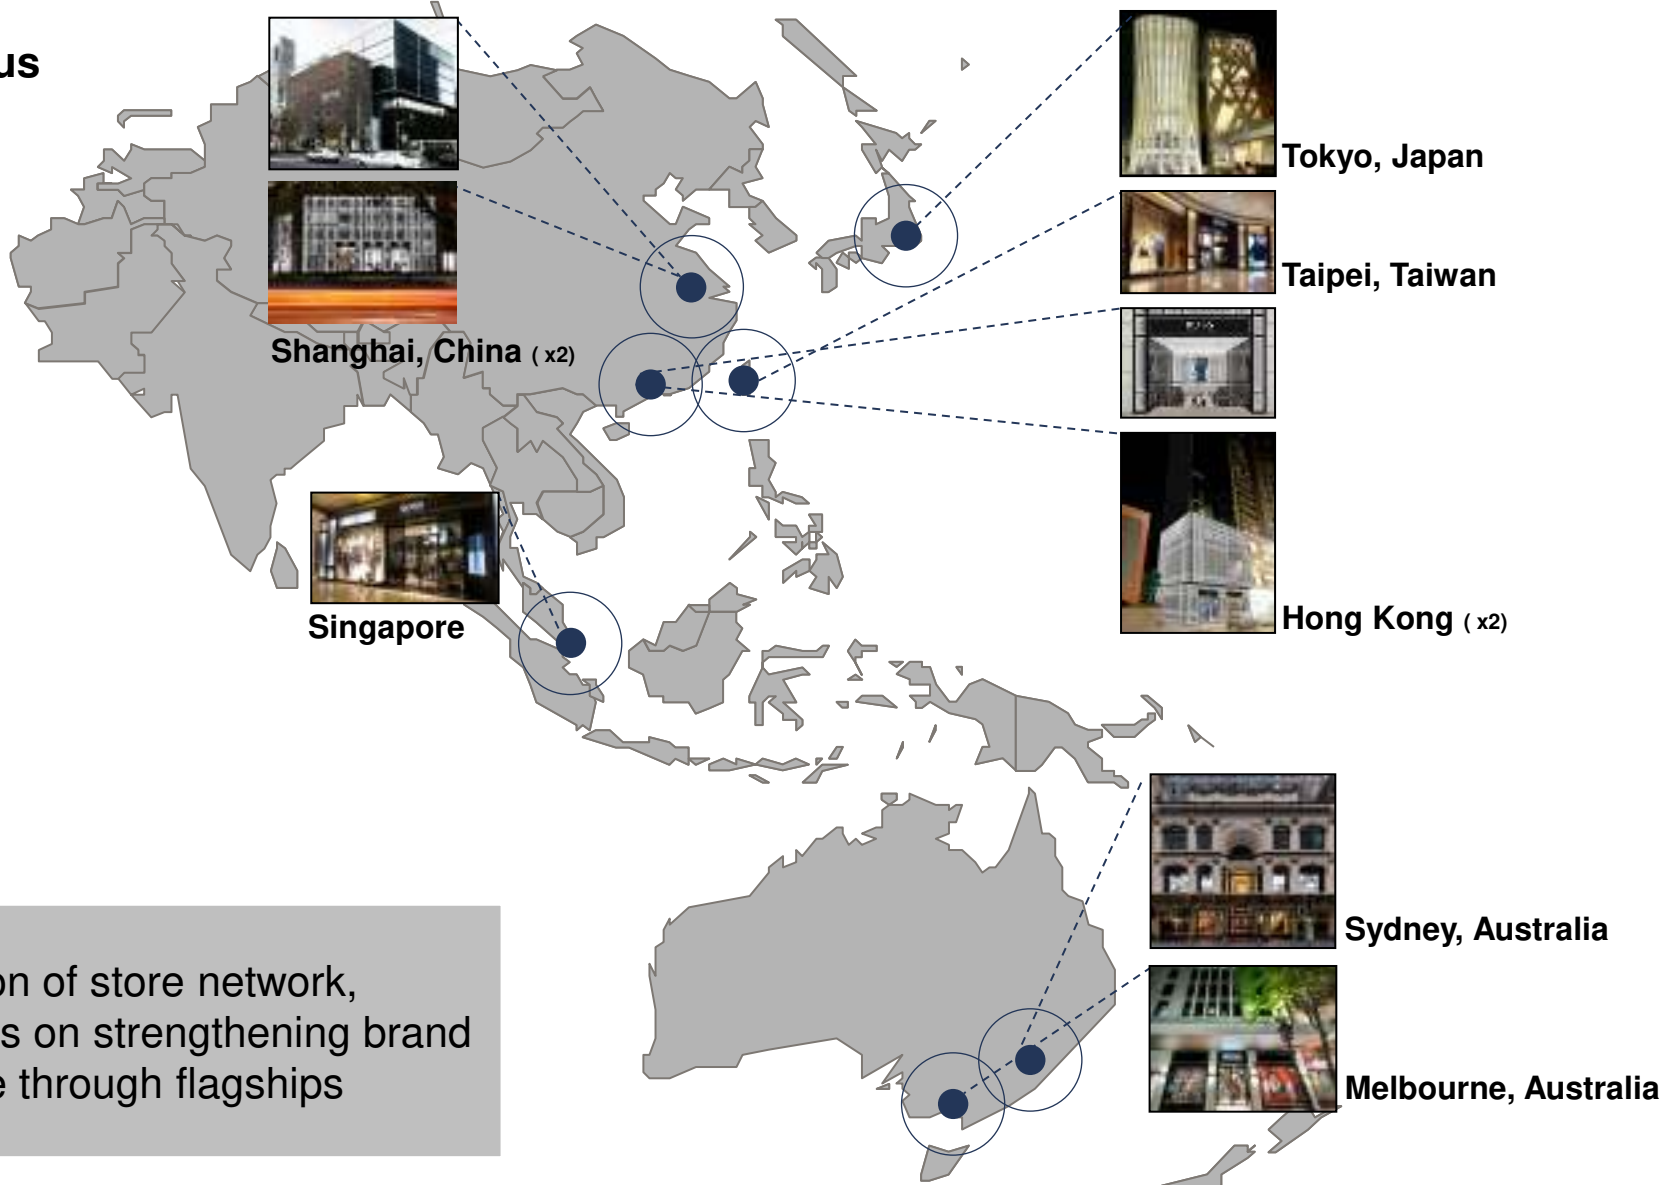 us
Tokyo, Japan
Taipei, Taiwan
Shanghai, China ( x2)
Hong Kong ( x2)
Singapore
Sydney, Australia
Melbourne, Australia
on of store network,
s on strengthening brand
e through flagships